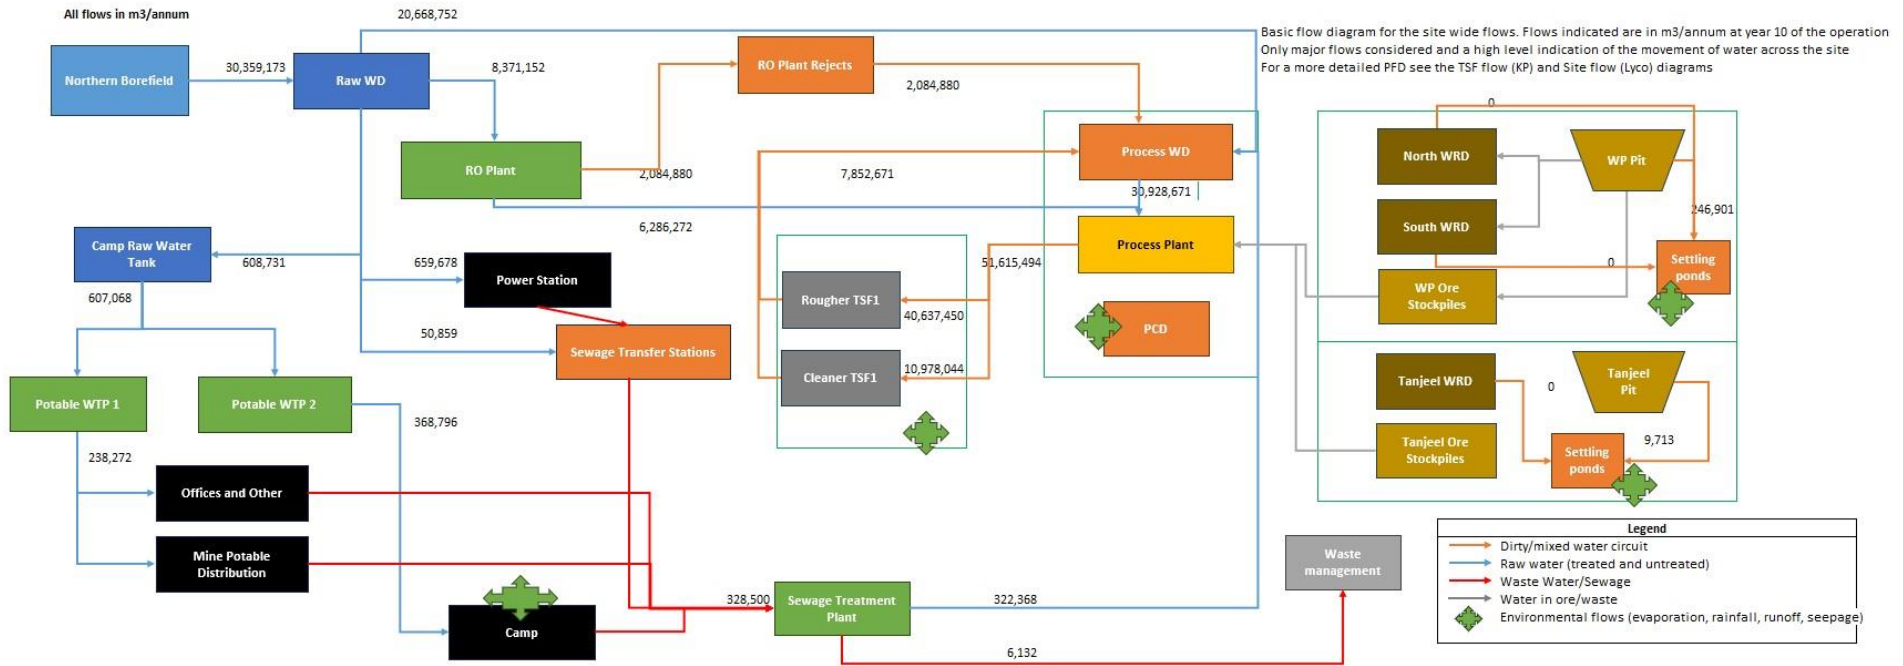 All flows in m3/annum
20,668,752
Basic flow diagram for the site wide flows. Flows indicated are in m3/annum at year 10 of the operation
Only major flows considered and a high level indication of the movement of water across the site
For a more detailed PFD see the TSF flow (KP) and Site flow (Lyco) diagrams
Northern Borefield
30,359,173
Raw WD
8,371,152
RO Plant Rejects
2,084,880
RO Plant
2,084,880
7,852,671
Process WD
30,928,671
6,286,272
Process Plant
51,615,494
0
North WRD
WP Pit
246,901
South WRD
0
Settling
ponds
WP Ore
Stockpiles
Camp Raw Water
Tank
608,731
607,068
659,678
Power Station
50,859
Sewage Transfer Stations
Rougher TSF1
40,637,450
Cleaner TSF1
10,978,044
PCD
Tanjeel WRD
0
Tanjeel
Pit
9,713
Tanjeel Ore
Stockpiles
Settling
ponds
Potable WTP 1
Potable WTP 2
368,796
238,272
Offices and Other
Mine Potable
Distribution
Camp
328,500
Sewage Treatment
Plant
322,368
6,132
Waste
management
Legend
Dirty/mixed water circuit
Raw water (treated and untreated)
Waste Water/Sewage
Water in ore/waste
Environmental flows (evaporation, rainfall, runoff, seepage)